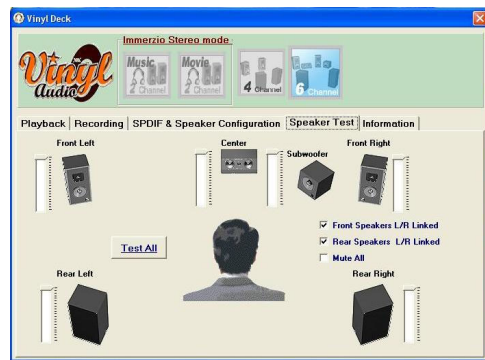 Vinyl Deck
Vinyl
Audio
Immerzio Stereo mode
Music
2 Channel
Movie
2 Channel
4 Channel
6 Channel
Playback
Recording
SPDIF & Speaker Configuration
Speaker Test
Information
Front Left
Center
Subwoofer
Front Right
Front Speakers L/R Linked
Rear Speakers L/R Linked
Mute All
Test All
Rear Left
Rear Right